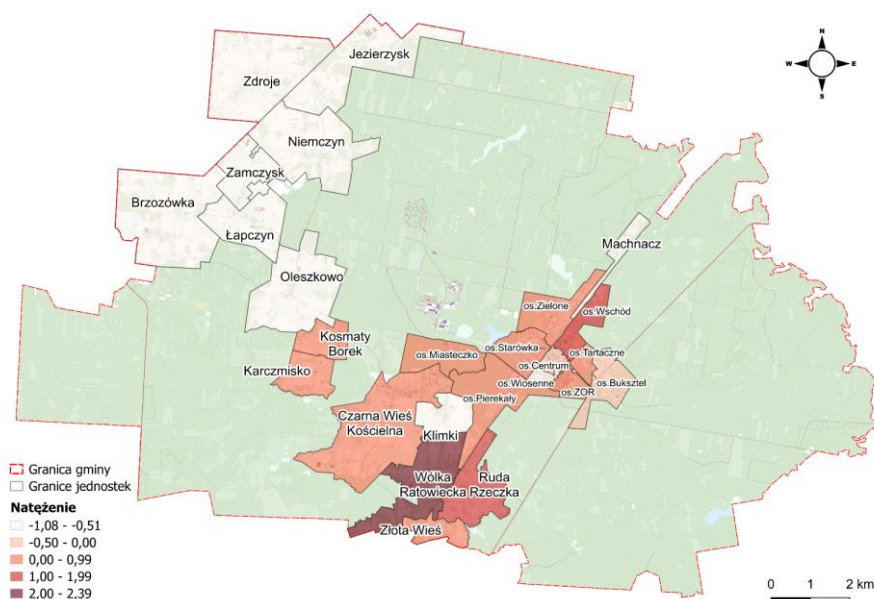 N
W E
S
Jezierzysk
Zdroje
Niemczyn
Zamczysk
Brzozówka
Łapczyn
Machnacz
Oleszkowo
os.Zielone
os.Wschód
Kosmaty
Borek
os.Starówka
os.Miasteczko
os.Tartaczne
os.Centrum
Karczmisko
os.Wiosenne
os.Buksztel
os.ZOR
os.Pierekały
Czarna Wieś
Kościelna
Klimki
Wólka
Ratowiecka
Ruda
Rzeczka
Złota Wieś
Granica gminy
Granice jednostek
Natężenie
-1,08 - -0,51
-0,50 - 0,00
0,00 - 0,99
1,00 - 1,99
2,00 - 2,39
0 1 2 km